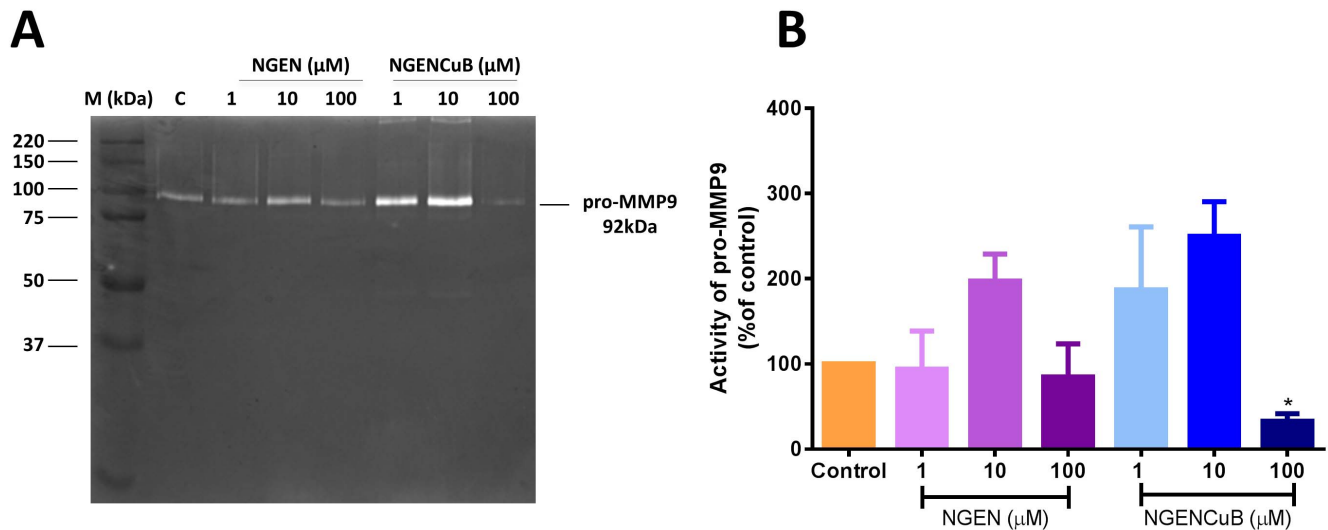 A
NGEN (µM) NGENCuB (µM)
M (kDa) C 1 10 100 1 10 100
220
150
100
75
50
37
pro-MMP9
92kDa
B
Activity of pro-MMP9
(%of control)
400
300
200
100
0
*
Control 1 10 100 1 10 100
NGEN (µM) NGENCuB (µM)